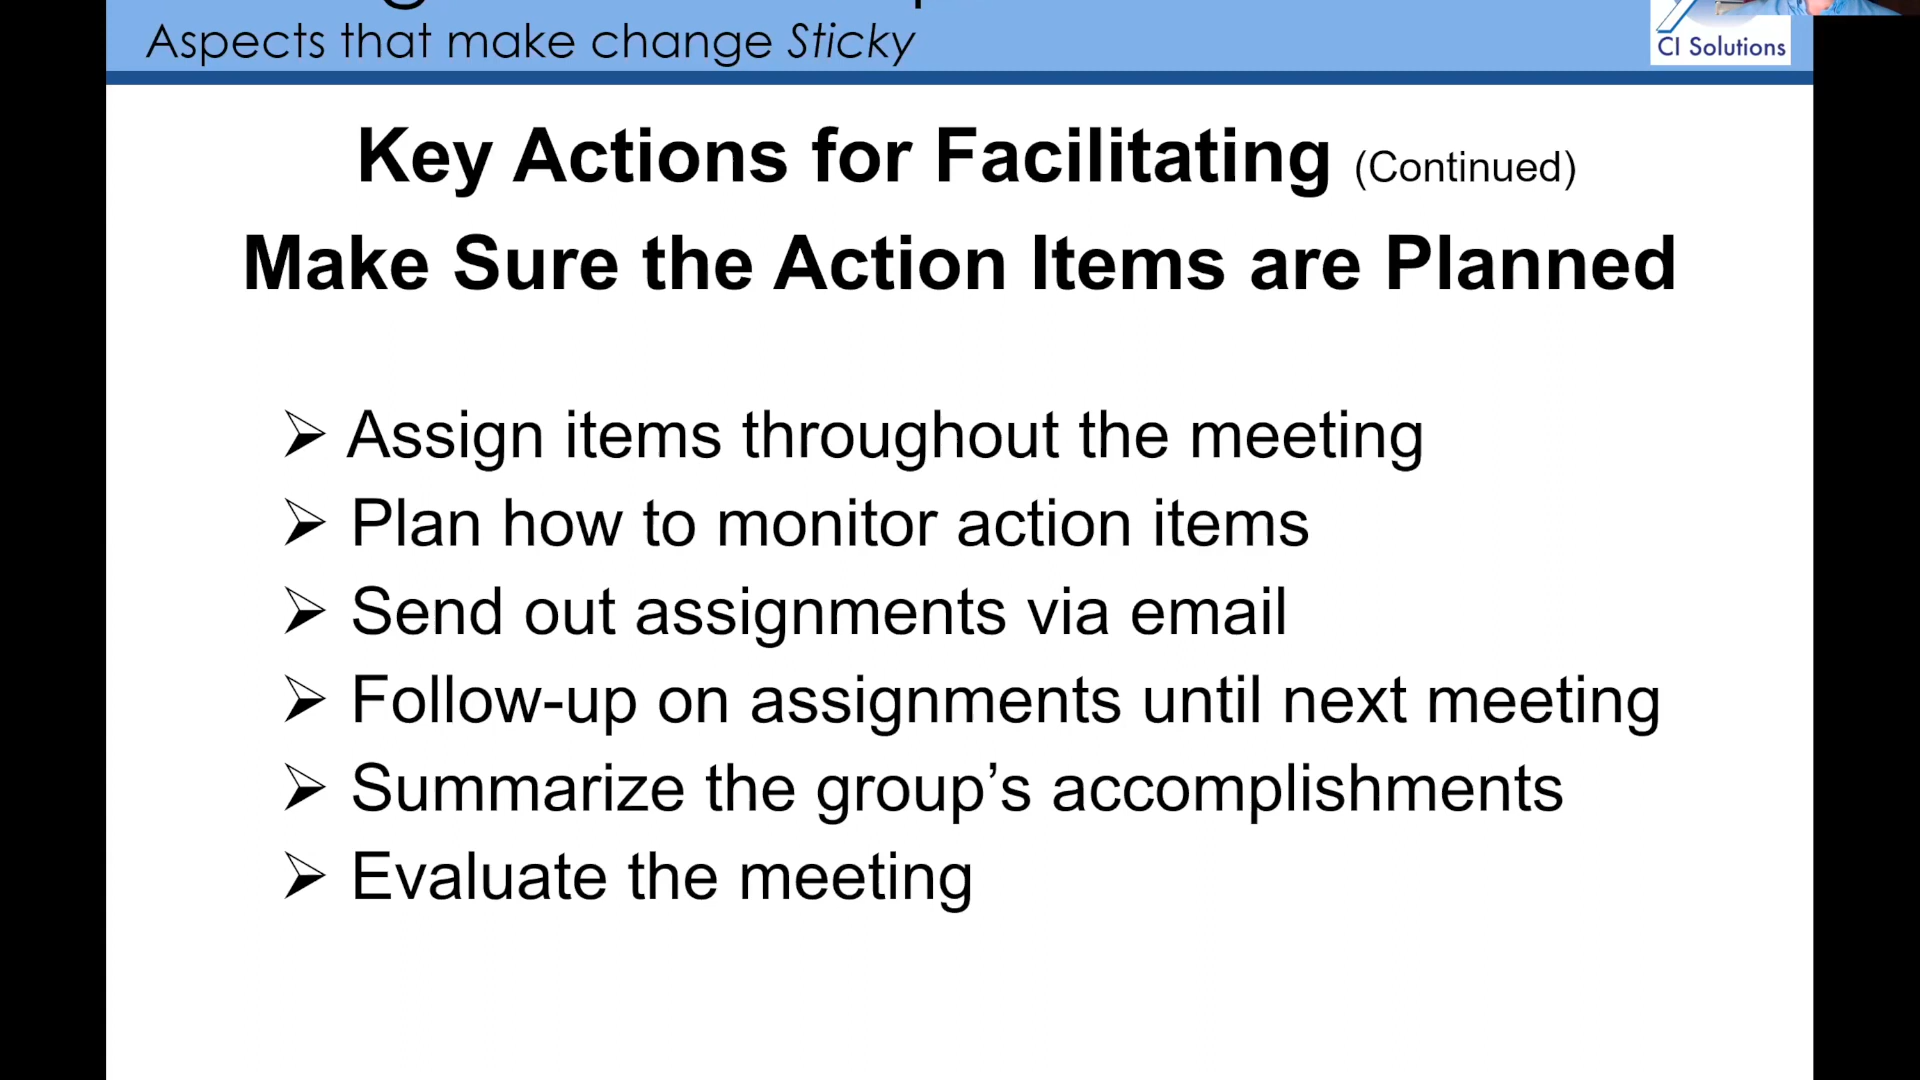 Aspects that make change Sticky
CI Solutions
Key Actions for Facilitating (Continued)
Make Sure the Action Items are Planned
➢ Assign items throughout the meeting
➢ Plan how to monitor action items
➢ Send out assignments via email
➢ Follow-up on assignments until next meeting
➢ Summarize the group’s accomplishments
➢ Evaluate the meeting